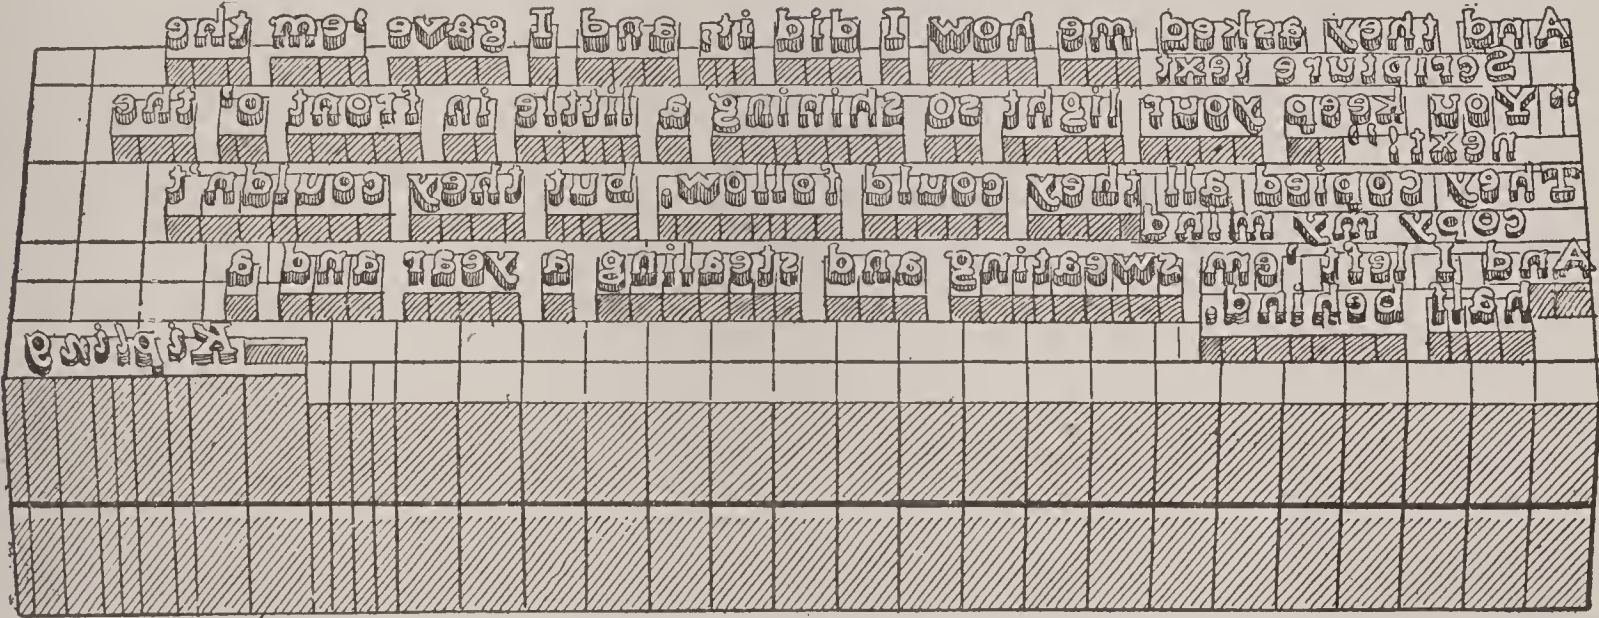 And they asked me how I did it, and I gave 'em the
Scripture text
"You keep your light so shining a little in front o' the
next!"
They copied all they could follow, but they couldn't
copy my mind
And I left 'em sweating and stealing a year and a
half behind.
Kipling